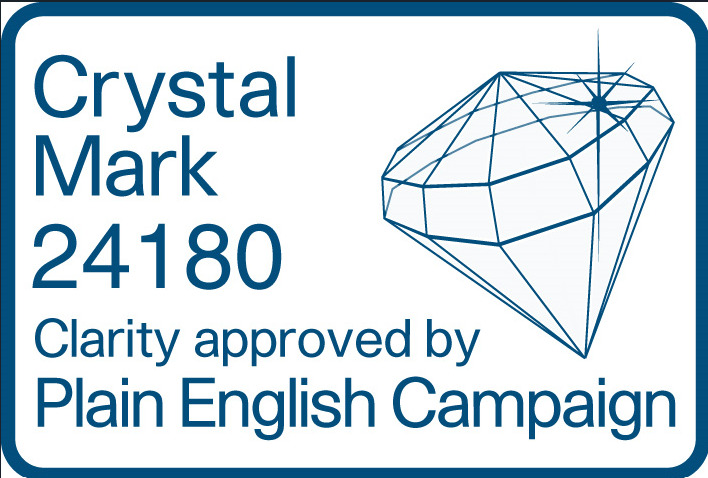 Crystal
Mark
24180
Clarity approved by
Plain English Campaign